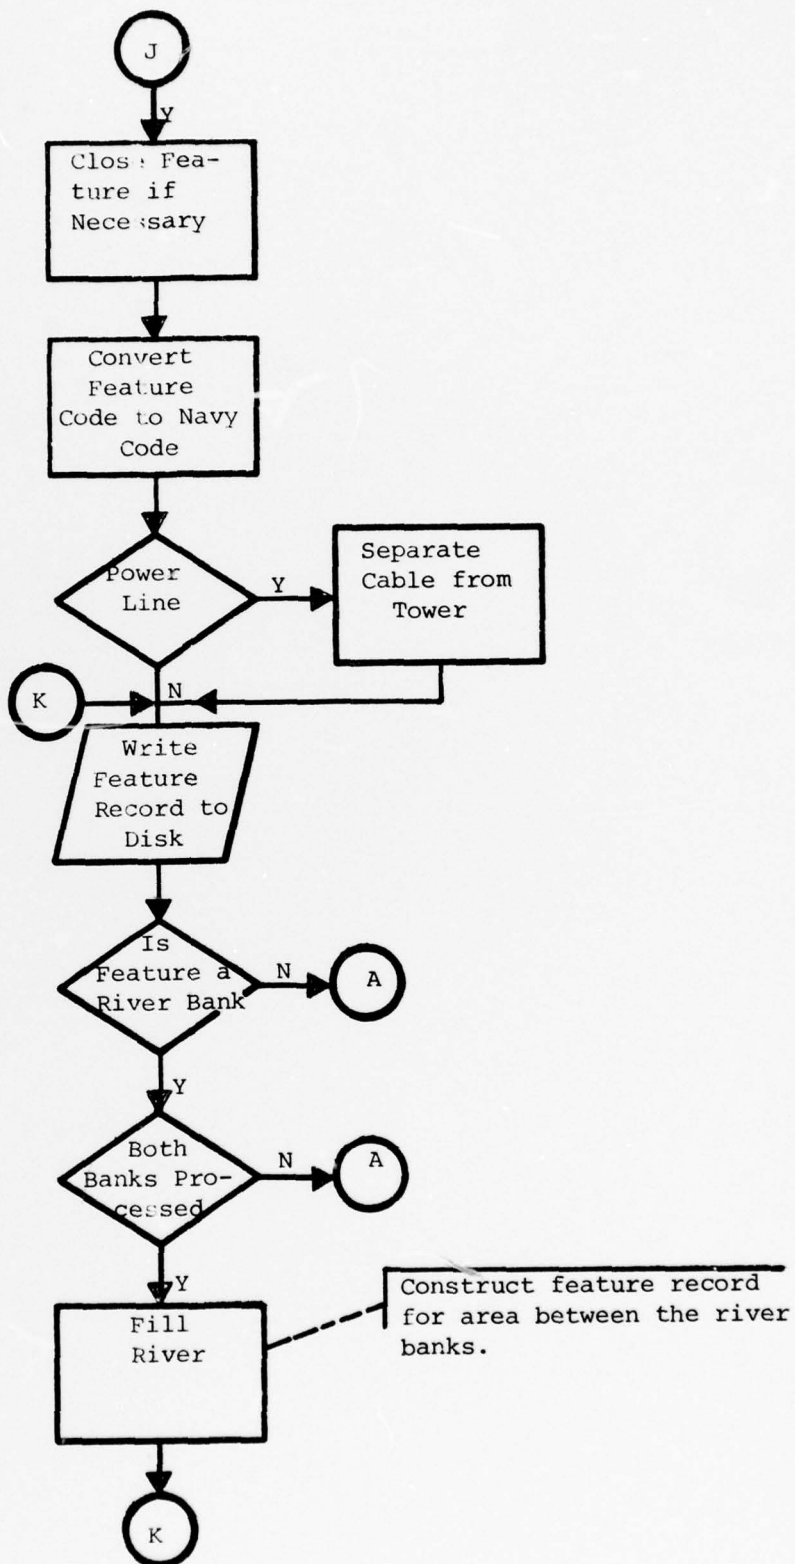 J
Y
Close Fea-
ture if
Necessary
Convert
Feature
Code to Navy
Code
Power
Line
Y
Separate
Cable from
Tower
K
N
Write
Feature
Record to
Disk
Is
Feature a
River Bank
N
A
Y
Both
Banks Pro-
cessed
N
A
Y
Fill
River
Construct feature record
for area between the river
banks.
K